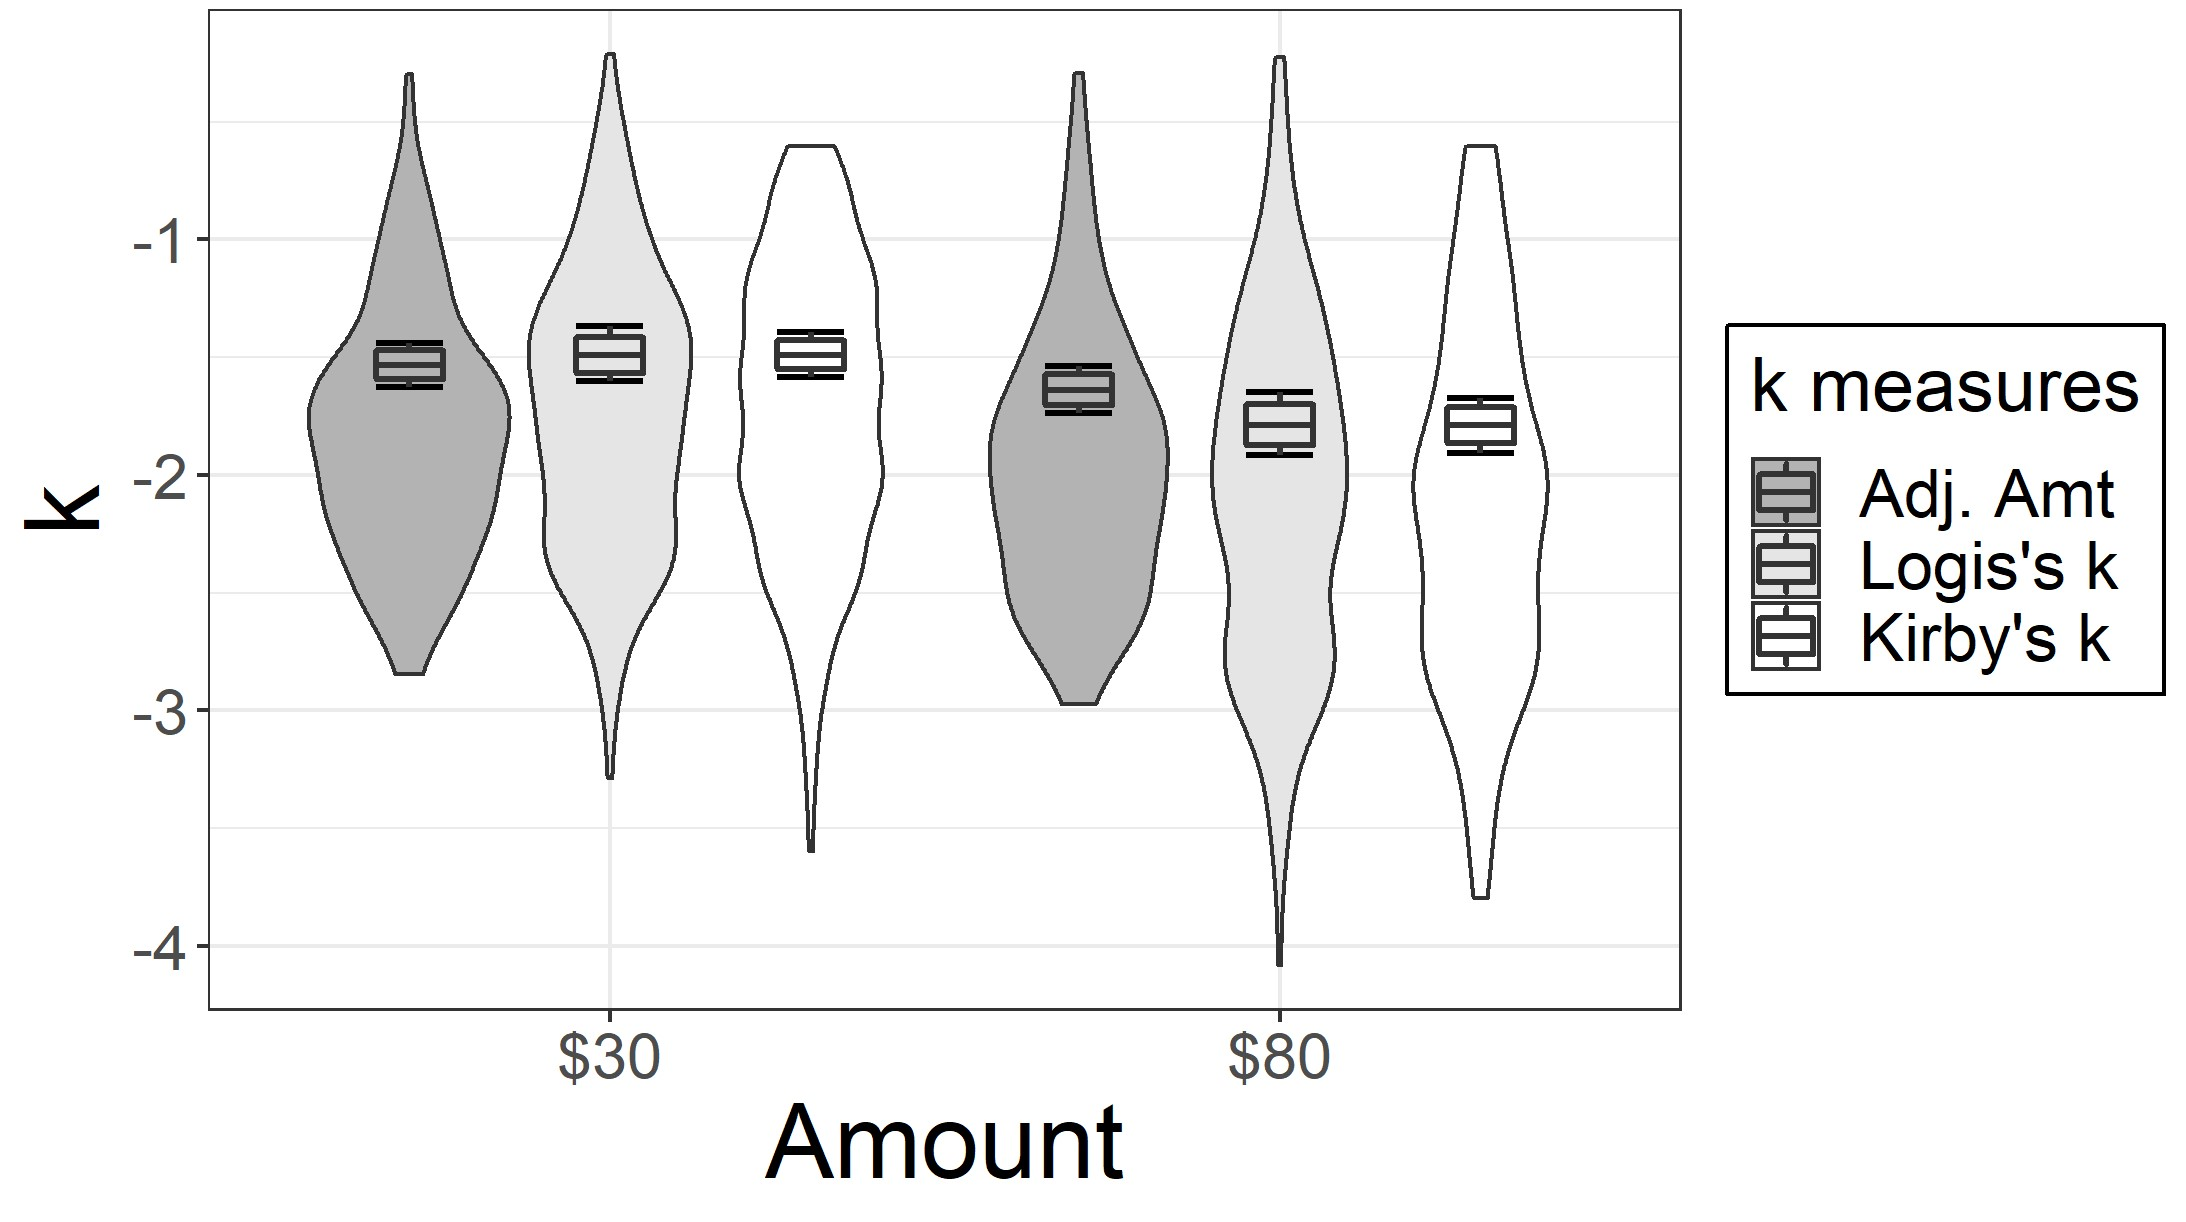 k
-1
-2
-3
-4
$30
$80
Amount
k measures
Adj. Amt
Logis's k
Kirby's k